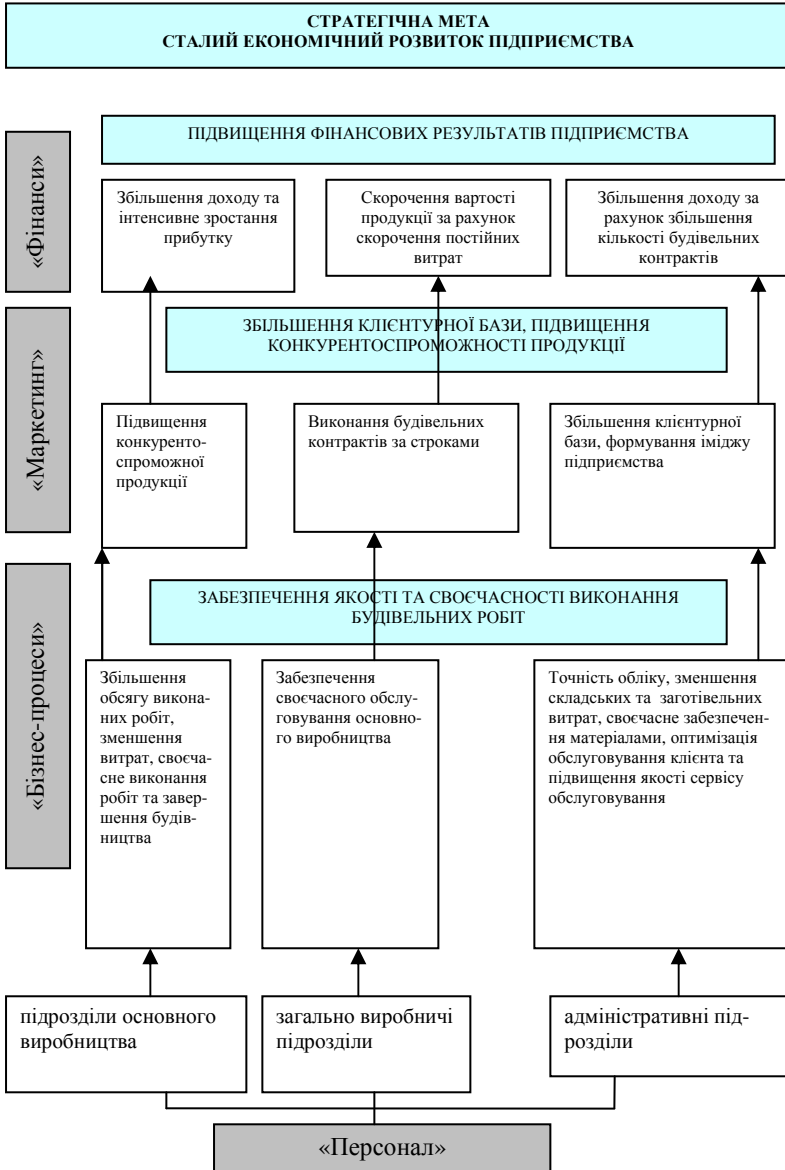 СТРАТЕГІЧНА МЕТА
СТАЛИЙ ЕКОНОМІЧНИЙ РОЗВИТОК ПІДПРИЄМСТВА
«Фінанси»
ПІДВИЩЕННЯ ФІНАНСОВИХ РЕЗУЛЬТАТІВ ПІДПРИЄМСТВА
Збільшення доходу та
інтенсивне зростання
прибутку
Скорочення вартості
продукції за рахунок
скорочення постійних
витрат
Збільшення доходу за
рахунок збільшення
кількості будівельних
контрактів
«Маркетинг»
ЗБІЛЬШЕННЯ КЛІЄНТУРНОЇ БАЗИ, ПІДВИЩЕННЯ
КОНКУРЕНТОСПРОМОЖНОСТІ ПРОДУКЦІЇ
Підвищення
конкуренто-
спроможної
продукції
Виконання будівельних
контрактів за строками
Збільшення клієнтурної
бази, формування іміджу
підприємства
«Бізнес-процеси»
ЗАБЕЗПЕЧЕННЯ ЯКОСТІ ТА СВОЄЧАСНОСТІ ВИКОНАННЯ
БУДІВЕЛЬНИХ РОБІТ
Збільшення
обсягу викона-
них робіт,
зменшення
витрат, своєча-
сне виконання
робіт та завер-
шення будів-
ництва
Забезпечення
своєчасного обслу-
говування основно-
го виробництва
Точність обліку, зменшення
складських та заготівельних
витрат, своєчасне забезпечен-
ня матеріалами, оптимізація
обслуговування клієнта та
підвищення якості сервісу
обслуговування
підрозділи основного
виробництва
загально виробничі
підрозділи
адміністративні під-
розділи
«Персонал»